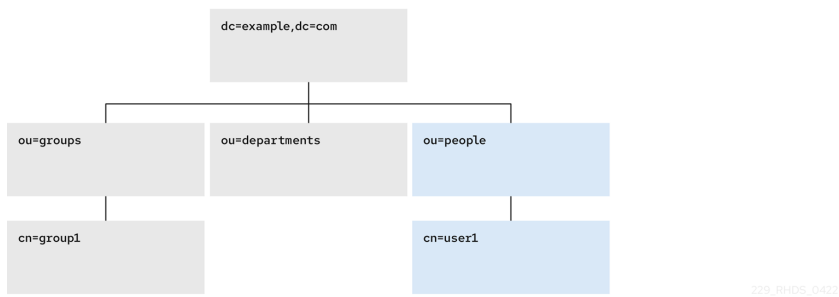 dc=example,dc=com
ou=groups
ou=departments
ou=people
cn=group1
cn=user1
229_RHDS_0422